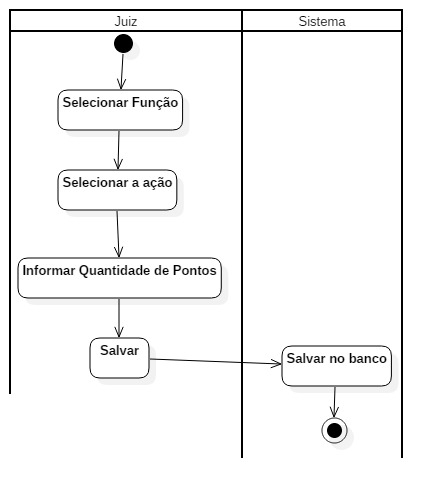 Juiz
Sistema
Selecionar Função
Selecionar a ação
Informar Quantidade de Pontos
Salvar
Salvar no banco